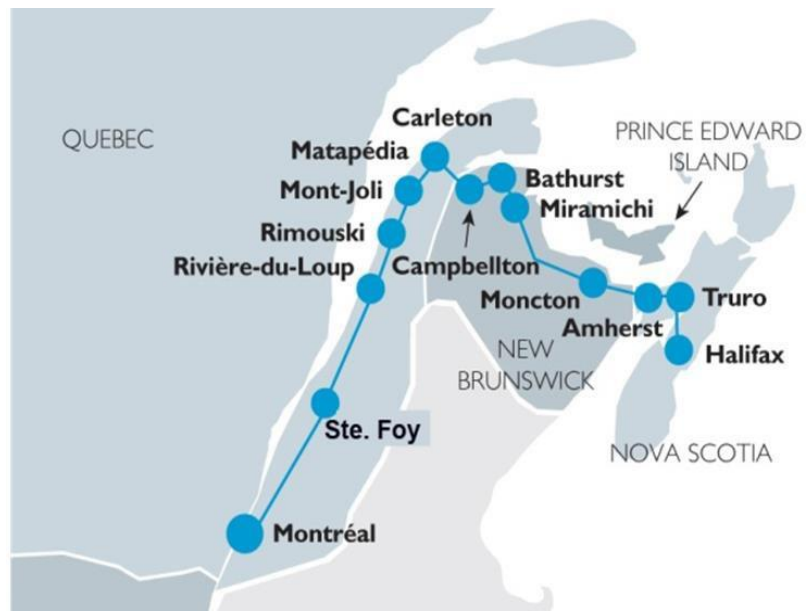 Carleton
QUEBEC
PRINCE EDWARD
ISLAND
Matapédia
Bathurst
Mont-Joli
Miramichi
Rimouski
Rivière-du-Loup
Campbellton
Moncton
Truro
Amherst
Halifax
NEW
BRUNSWICK
Ste. Foy
NOVA SCOTIA
Montréal